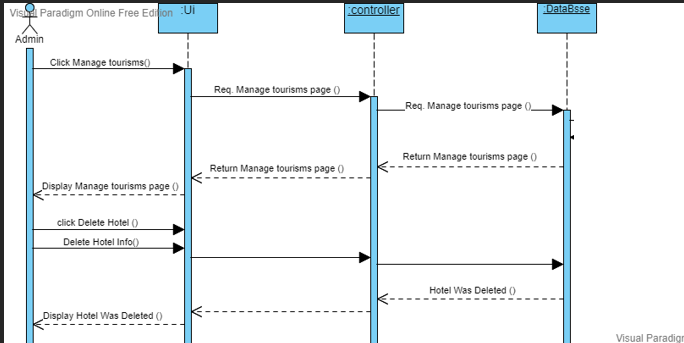 Visual Paradigm Online Free Edition
:Ui
:controller
:DataBsse
Admin
Click Manage tourisms()
Req. Manage tourisms page ()
Req. Manage tourisms page ()
Return Manage tourisms page ()
Return Manage tourisms page ()
Display Manage tourisms page ()
click Delete Hotel ()
Delete Hotel Info()
Hotel Was Deleted ()
Display Hotel Was Deleted ()
Visual Paradigm